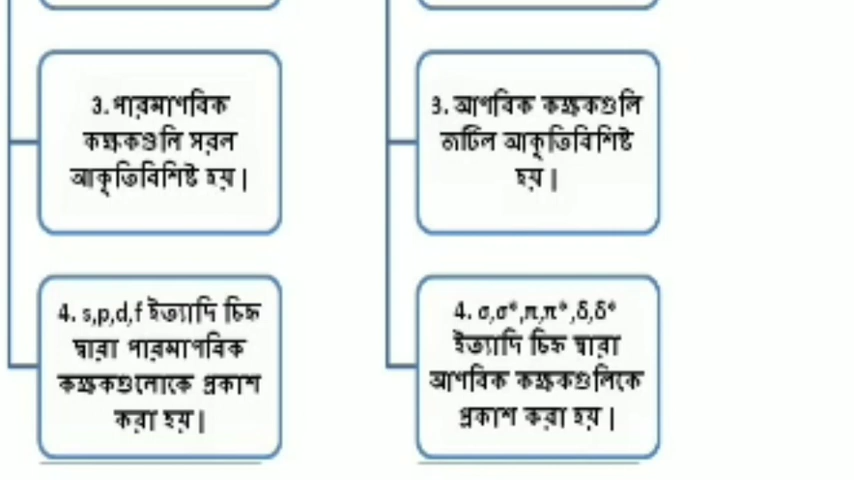 3. পারমাণবিক
কক্ষকগুলি সরল
আকৃতিবিশিষ্ট হয়।
4. s,p,d,f ইত্যাদি চিহ্ন
দ্বারা পারমাণবিক
কক্ষকগুলোকে প্রকাশ
করা হয়।
3. আণবিক কক্ষকগুলি
জটিল আকৃতিবিশিষ্ট
হয়।
4. σ,σ*,π,π*,δ,δ*
ইত্যাদি চিহ্ন দ্বারা
আণবিক কক্ষকগুলিকে
প্রকাশ করা হয়।